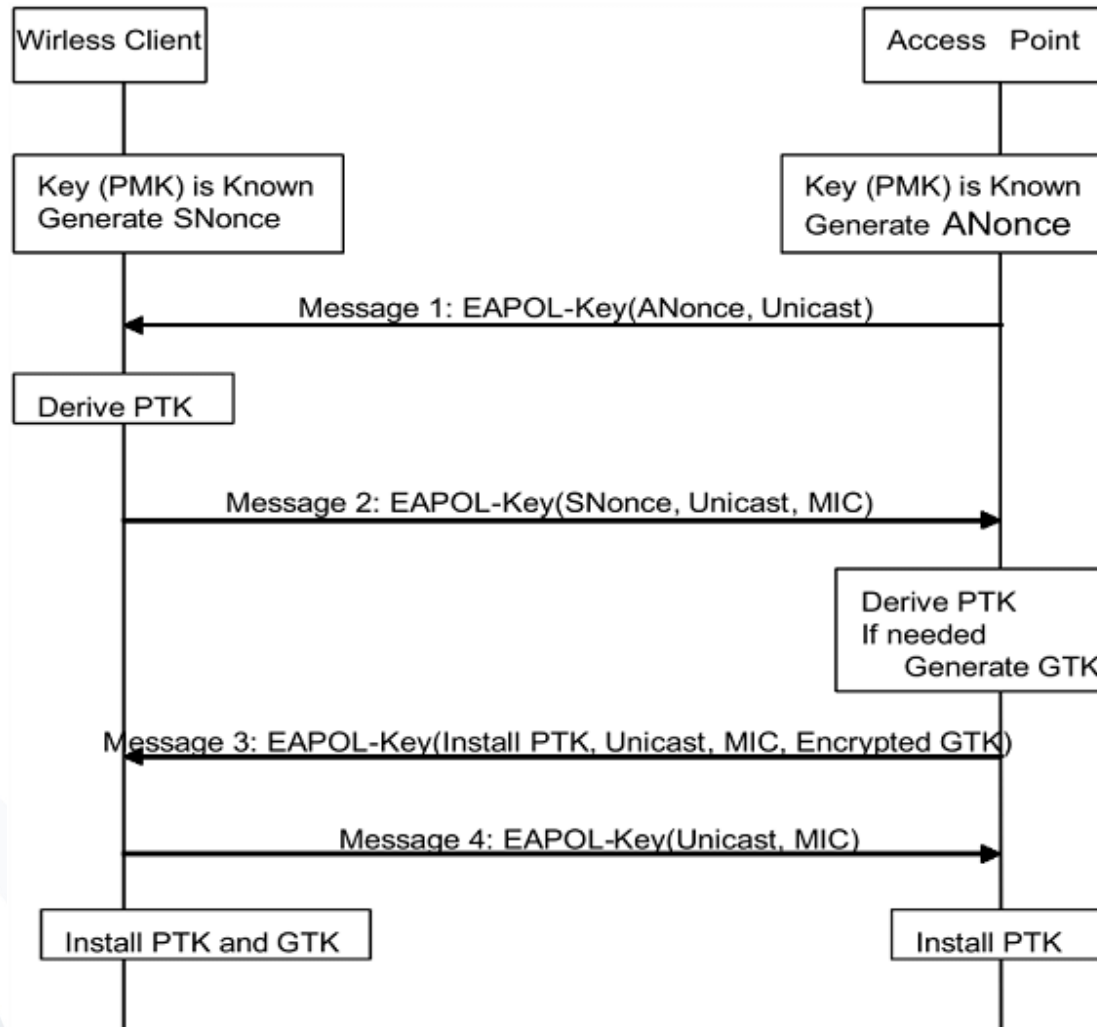 Wirless Client
Access Point
Key (PMK) is Known
Generate SNonce
Key (PMK) is Known
Generate ANonce
Message 1: EAPOL-Key(ANonce, Unicast)
Derive PTK
Message 2: EAPOL-Key(SNonce, Unicast, MIC)
Derive PTK
If needed
Generate GTK
Message 3: EAPOL-Key(Install PTK, Unicast, MIC, Encrypted GTK)
Message 4: EAPOL-Key(Unicast, MIC)
Install PTK and GTK
Install PTK